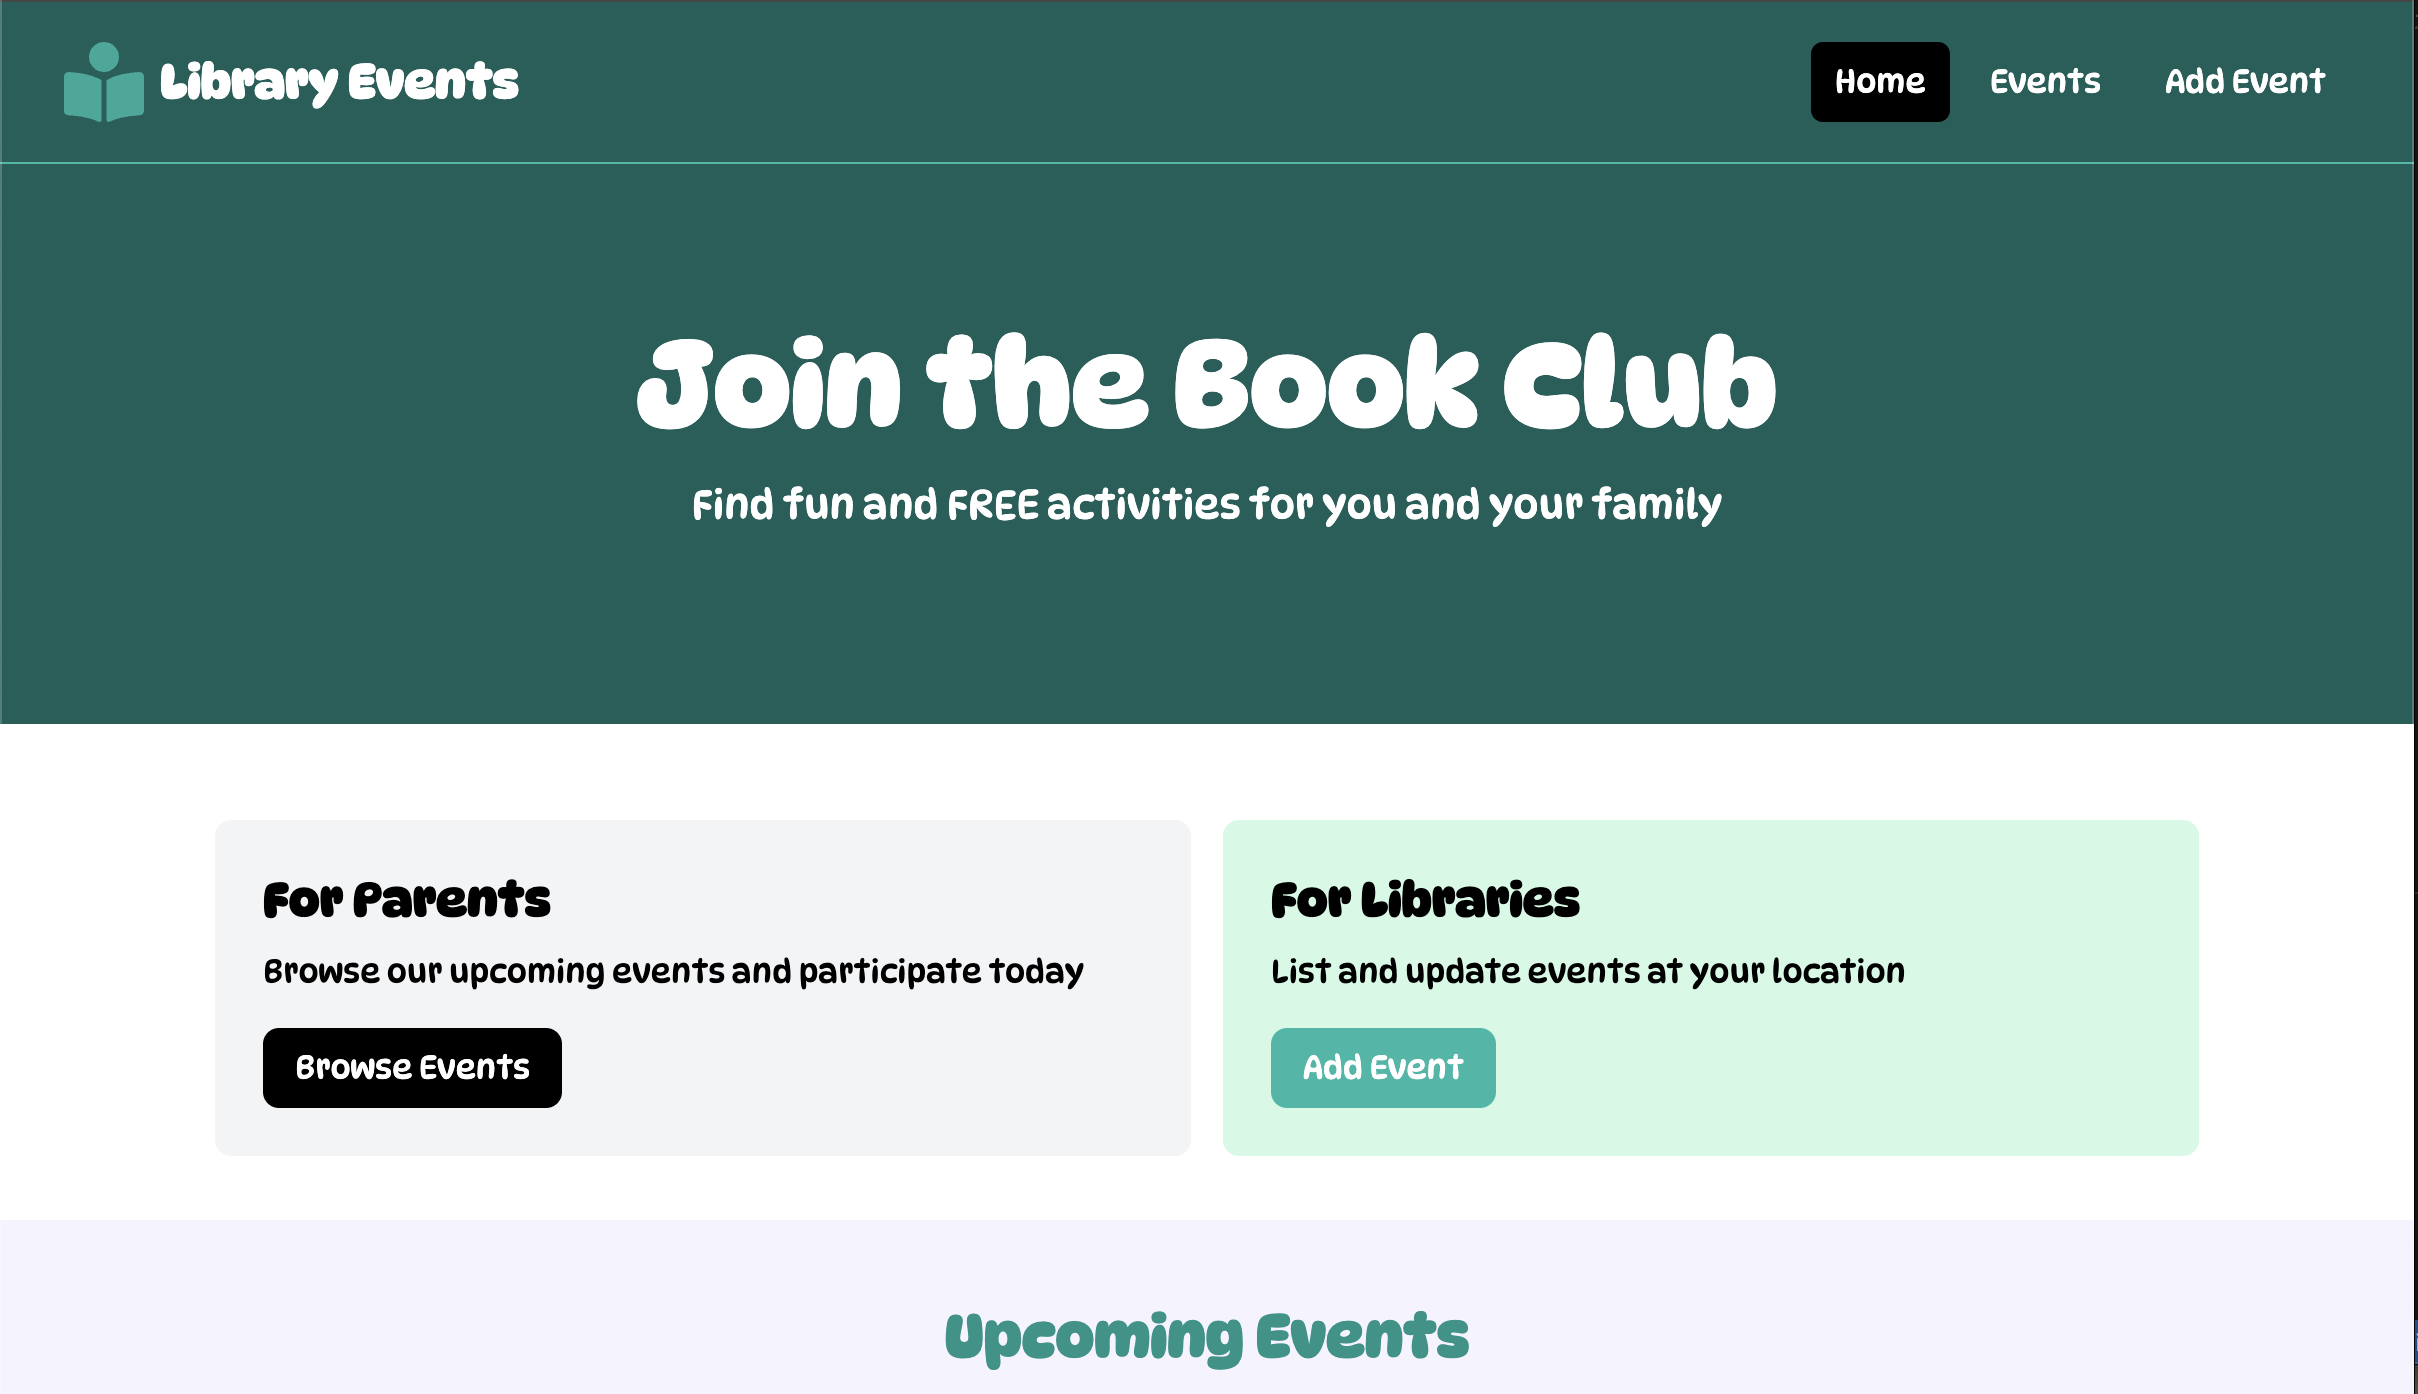 Library Events
Home
Events
Add Event
Join the Book Club
Find fun and FREE activities for you and your family
For Parents
Browse our upcoming events and participate today
Browse Events
For Libraries
List and update events at your location
Add Event
Upcoming Events